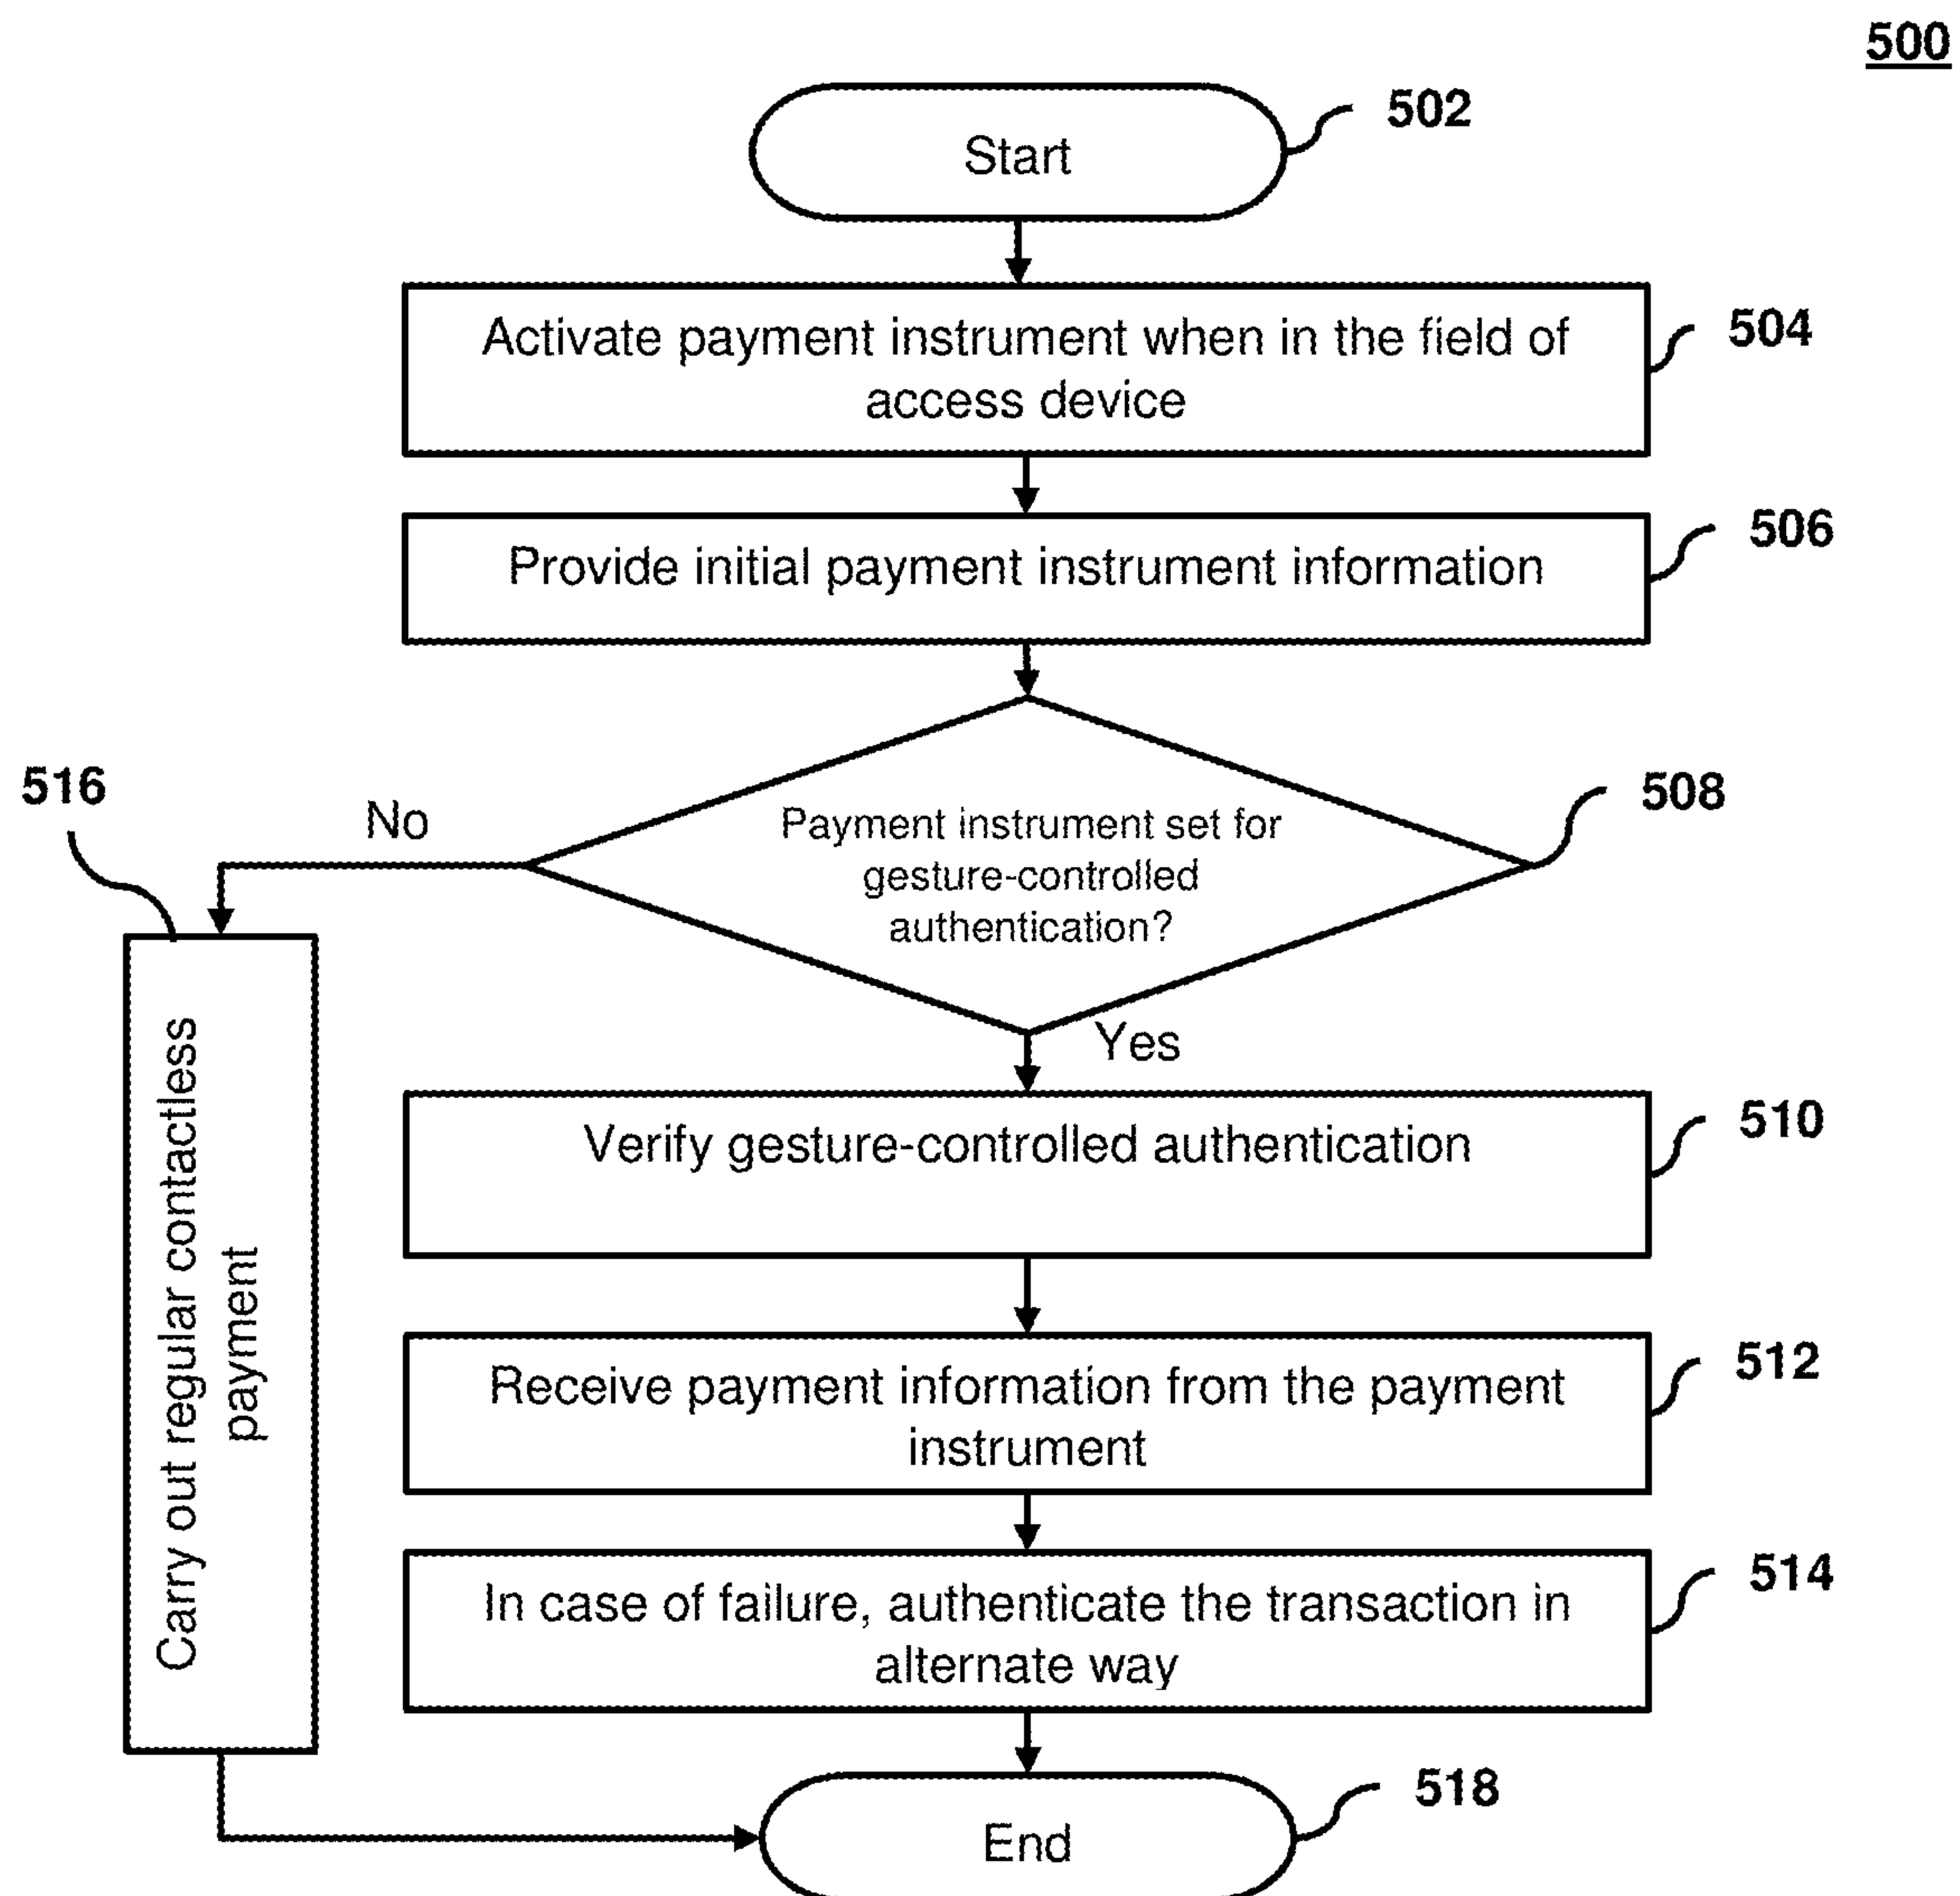 500
Start
502
Activate payment instrument when in the field of
access device
504
Provide initial payment instrument information
506
Payment instrument set for
gesture-controlled
authentication?
508
No
516
Yes
Carry out regular contactless
payment
Verify gesture-controlled authentication
510
Receive payment information from the payment
instrument
512
In case of failure, authenticate the transaction in
alternate way
514
End
518